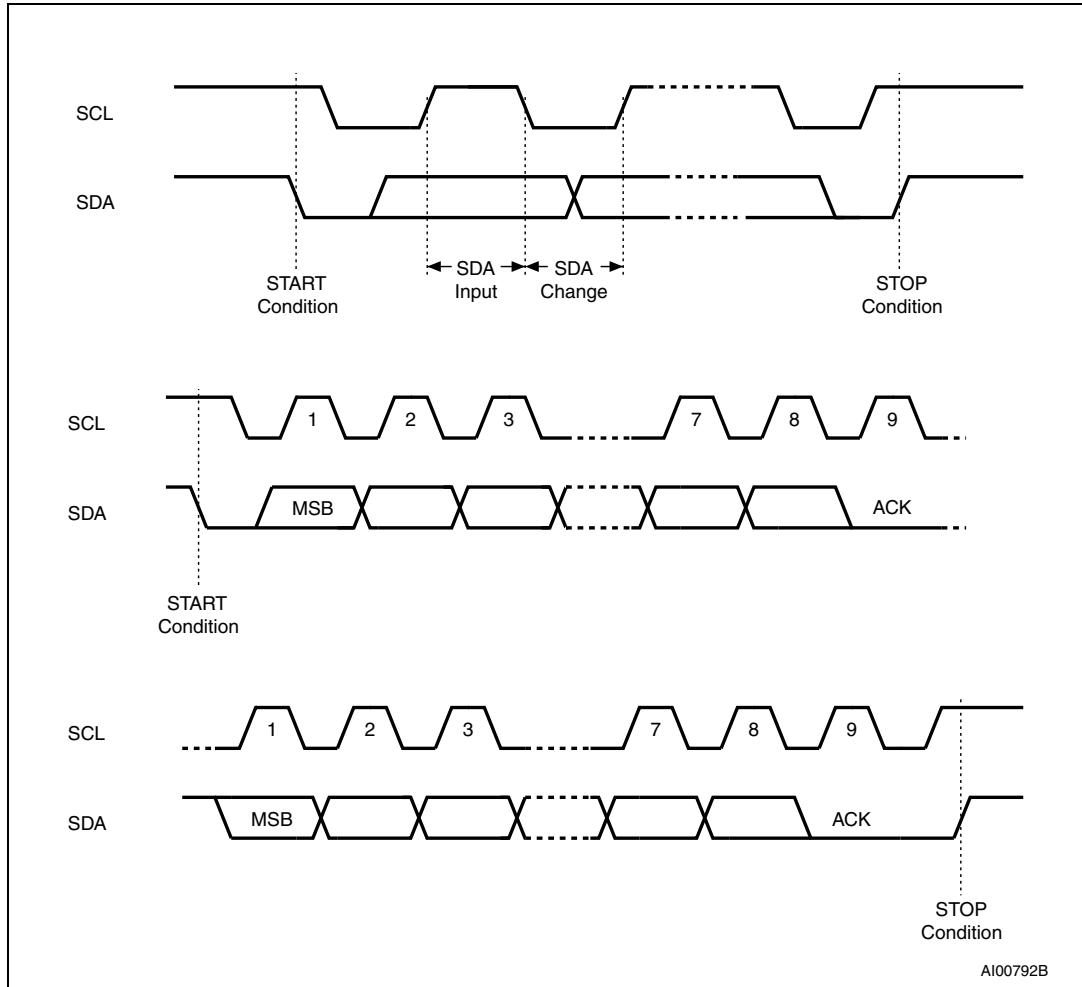 SCL
SDA
SDA
Input
SDA
Change
START
Condition
STOP
Condition
SCL
1 2 3 7 8 9
SDA
MSB
ACK
START
Condition
SCL
1 2 3 7 8 9
SDA
MSB
ACK
STOP
Condition
AI00792B